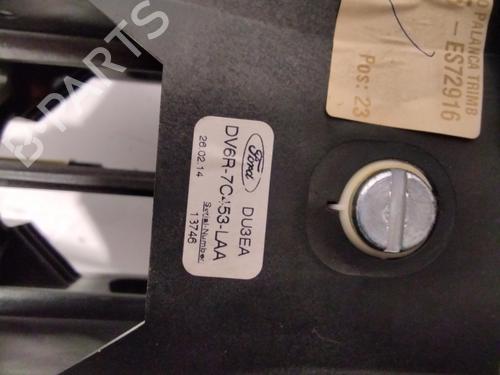 Ford
DU3EA
DV6R-7C453-LAA
26.02.14
Serial-Number
13746
O PALANCA TRIMB
- ES72916
Pos: 23
B-PARTS